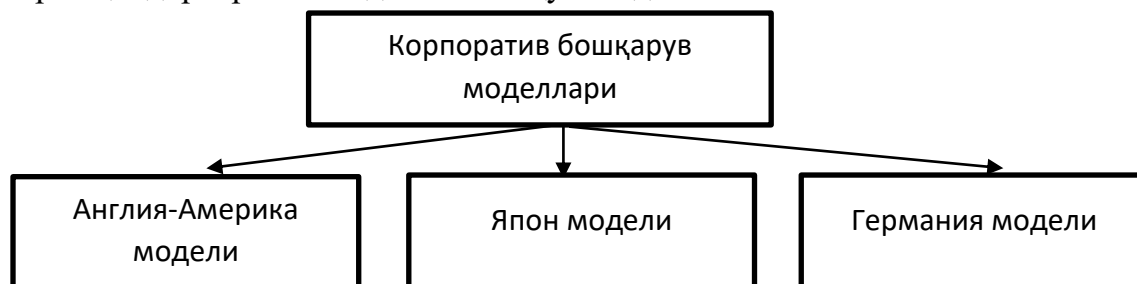 Корпоратив бошқарув
моделлари
Англия-Америка
модели
Япон модели
Германия модели